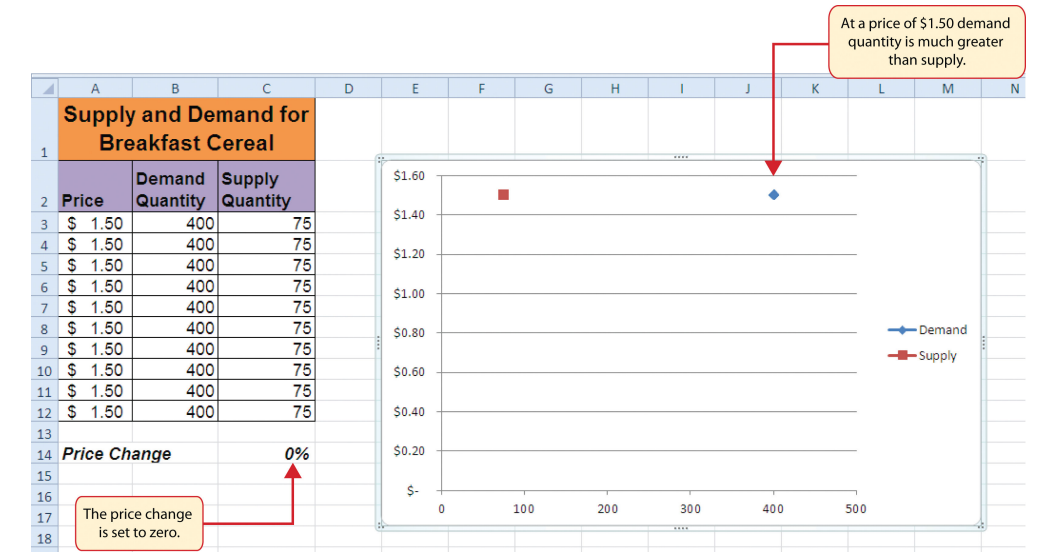 At a price of $1.50 demand
quantity is much greater
than supply.
A B C D E F G H I J K L M N
1 Supply and Demand for
Breakfast Cereal
2 Price Demand Quantity Supply Quantity
3 $ 1.50 400 75
4 $ 1.50 400 75
5 $ 1.50 400 75
6 $ 1.50 400 75
7 $ 1.50 400 75
8 $ 1.50 400 75
9 $ 1.50 400 75
10 $ 1.50 400 75
11 $ 1.50 400 75
12 $ 1.50 400 75
13
14 Price Change 0%
15
16
17
18
The price change
is set to zero.
$1.60
$1.40
$1.20
$1.00
$0.80
$0.60
$0.40
$0.20
$-
0 100 200 300 400 500
Demand
Supply